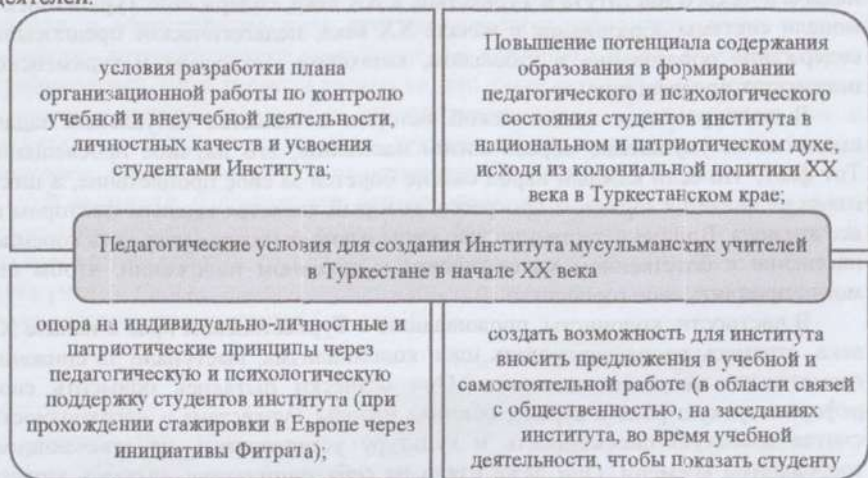 деятелей.
условия разработки плана
организационной работы по контролю
учебной и внеучебной деятельности,
личностных качеств и усвоения
студентами Института;
Повышение потенциала содержания
образования в формировании
педагогического и психологического
состояния студентов института в
национальном и патриотическом духе,
исходя из колониальной политики XX
века в Туркестанском крае;
Педагогические условия для создания Института мусульманских учителей
в Туркестане в начале XX века
опора на индивидуально-личностные и
патриотические принципы через
педагогическую и психологическую
поддержку студентов института (при
прохождении стажировки в Европе через
инициативы Фитрата);
создать возможность для института
вносить предложения в учебной и
самостоятельной работе (в области связей
с общественностью, на заседаниях
института, во время учебной
деятельности, чтобы показать студенту